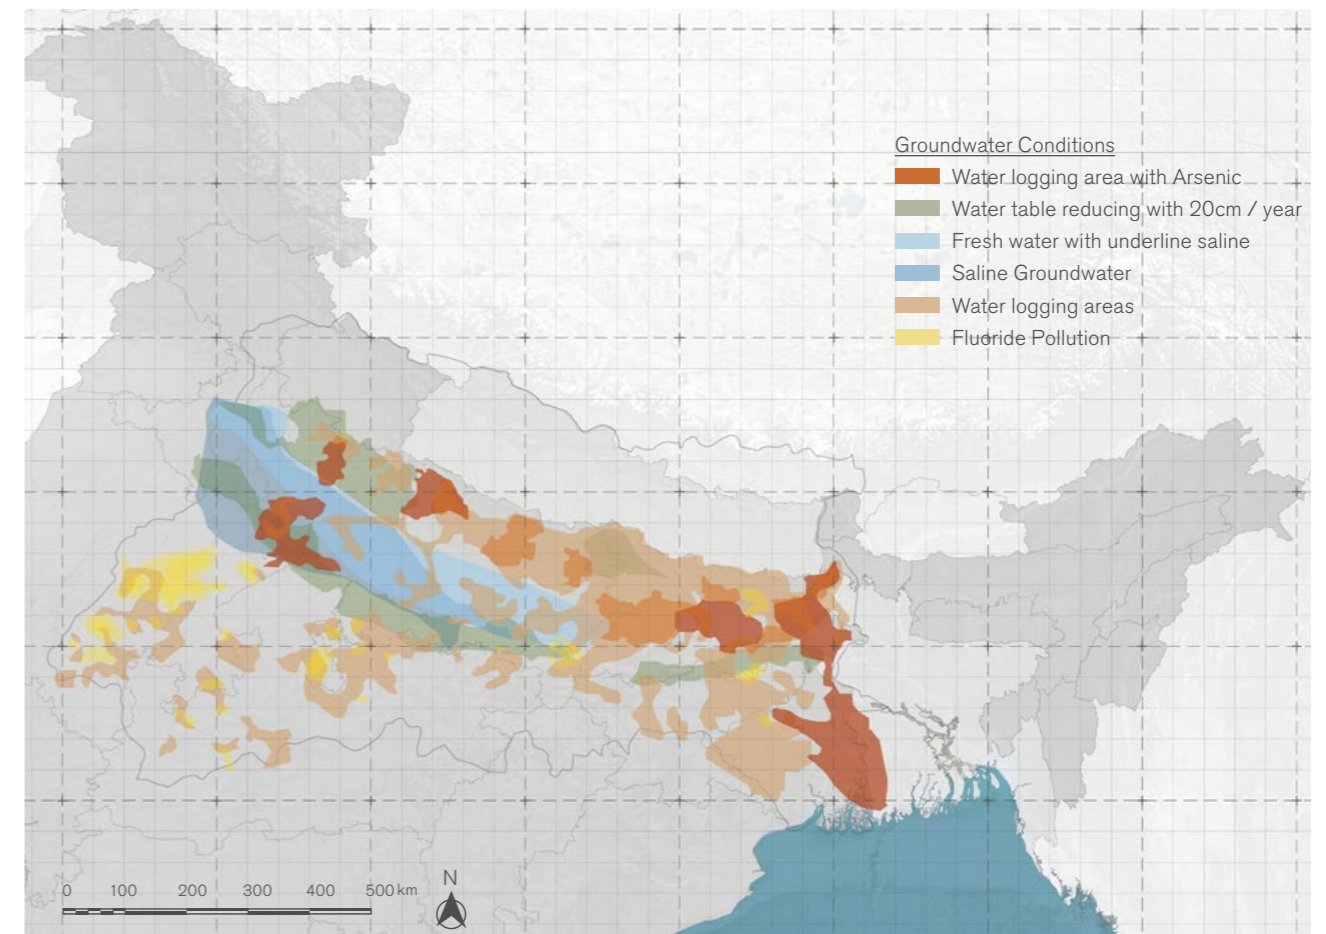 Groundwater Conditions
Water logging area with Arsenic
Water table reducing with 20cm / year
Fresh water with underline saline
Saline Groundwater
Water logging areas
Fluoride Pollution
0 100 200 300 400 500 km
N